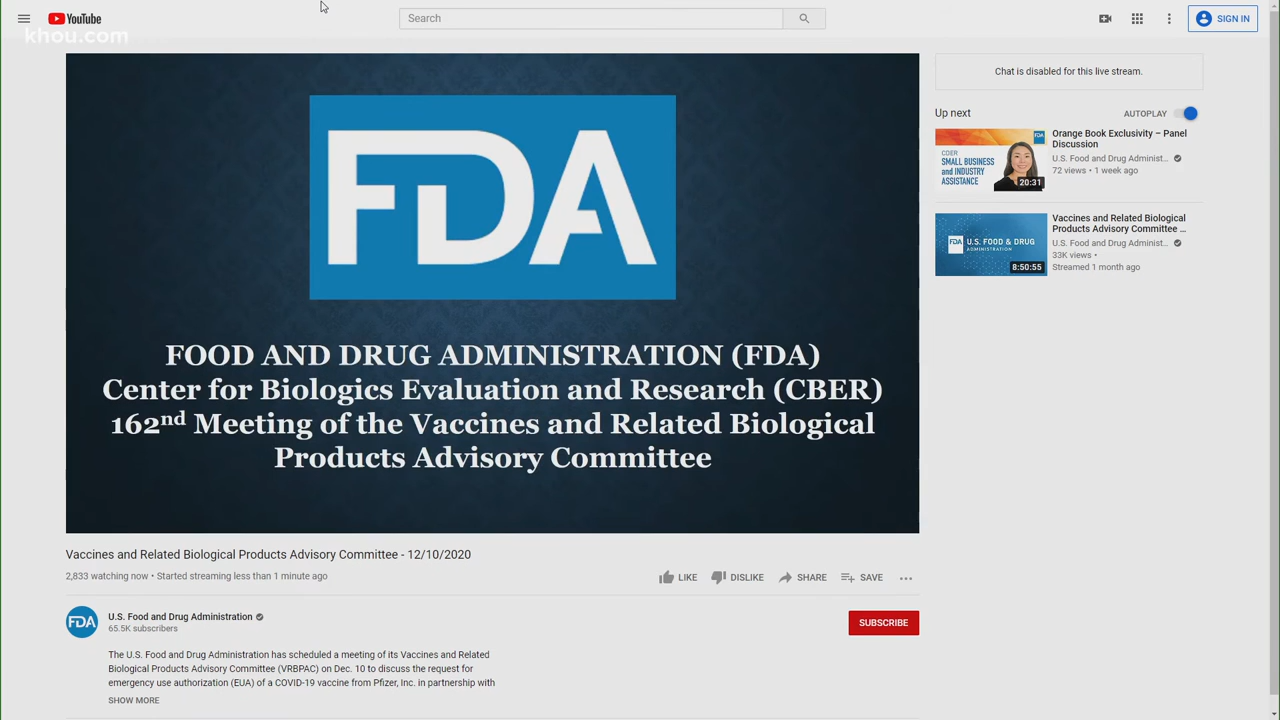 YouTube
khou.com
Search
SIGN IN
FDA
FOOD AND DRUG ADMINISTRATION (FDA)
Center for Biologics Evaluation and Research (CBER)
162nd Meeting of the Vaccines and Related Biological
Products Advisory Committee
Vaccines and Related Biological Products Advisory Committee - 12/10/2020
2,833 watching now • Started streaming less than 1 minute ago
LIKE
DISLIKE
SHARE
SAVE
FDA
U.S. Food and Drug Administration
65.5K subscribers
SUBSCRIBE
The U.S. Food and Drug Administration has scheduled a meeting of its Vaccines and Related
Biological Products Advisory Committee (VRBPAC) on Dec. 10 to discuss the request for
emergency use authorization (EUA) of a COVID-19 vaccine from Pfizer, Inc. in partnership with
SHOW MORE
Chat is disabled for this live stream.
Up next
AUTOPLAY
FDA
CDER
SMALL BUSINESS
and INDUSTRY
ASSISTANCE
20:31
Orange Book Exclusivity – Panel
Discussion
U.S. Food and Drug Administ...
72 views • 1 week ago
FDA
U.S. FOOD & DRUG
ADMINISTRATION
8:50:55
Vaccines and Related Biological
Products Advisory Committee ...
U.S. Food and Drug Administ...
33K views •
Streamed 1 month ago